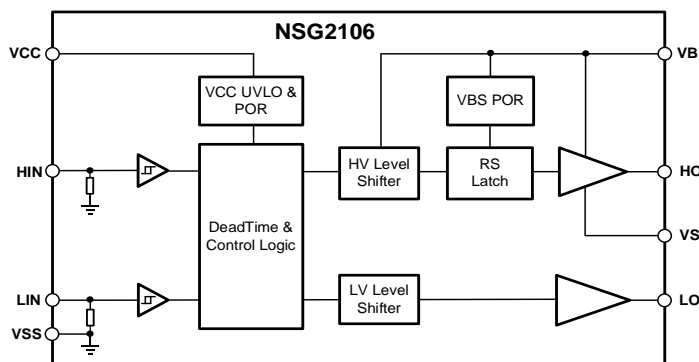 NSG2106
VCC
VB
VCC UVLO &
POR
VBS POR
HIN
HV Level
Shifter
RS
Latch
HO
DeadTime &
Control Logic
VS
LIN
LV Level
Shifter
LO
VSS